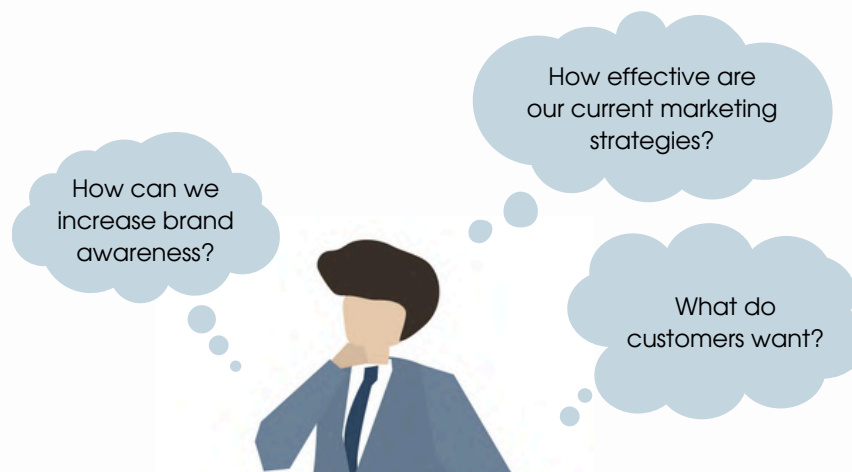 How effective are
our current marketing
strategies?
How can we
increase brand
awareness?
What do
customers want?